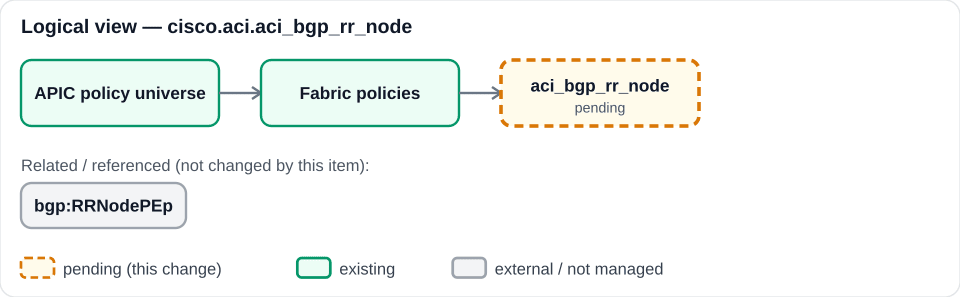 Logical view — cisco.aci.aci_bgp_rr_node
APIC policy universe
Fabric policies
aci_bgp_rr_node
pending
Related / referenced (not changed by this item):
bgp:RRNodePEp
pending (this change)
existing
external / not managed